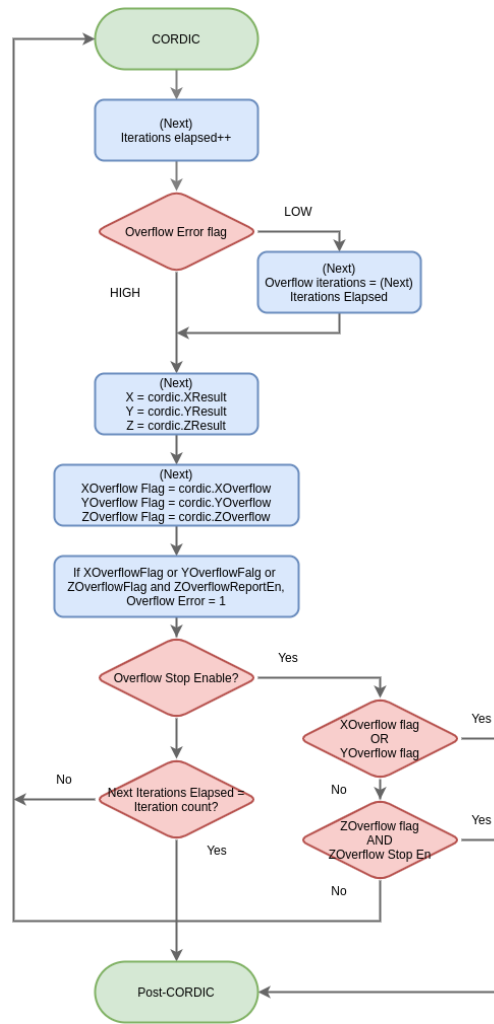 CORDIC
(Next)
Iterations elapsed++
Overflow Error flag
LOW
(Next)
Overflow iterations = (Next)
Iterations Elapsed
HIGH
(Next)
X = cordic.XResult
Y = cordic.YResult
Z = cordic.ZResult
(Next)
XOverflow Flag = cordic.XOverflow
YOverflow Flag = cordic.YOverflow
ZOverflow Flag = cordic.ZOverflow
If XOverflowFlag or YOverflowFalg or
ZOverflowFlag and ZOverflowReportEn,
Overflow Error = 1
Overflow Stop Enable?
Yes
XOverflow flag
OR
YOverflow flag
Yes
No
Next Iterations Elapsed =
Iteration count?
No
Yes
ZOverflow flag
AND
ZOverflow Stop En
Yes
No
Post-CORDIC